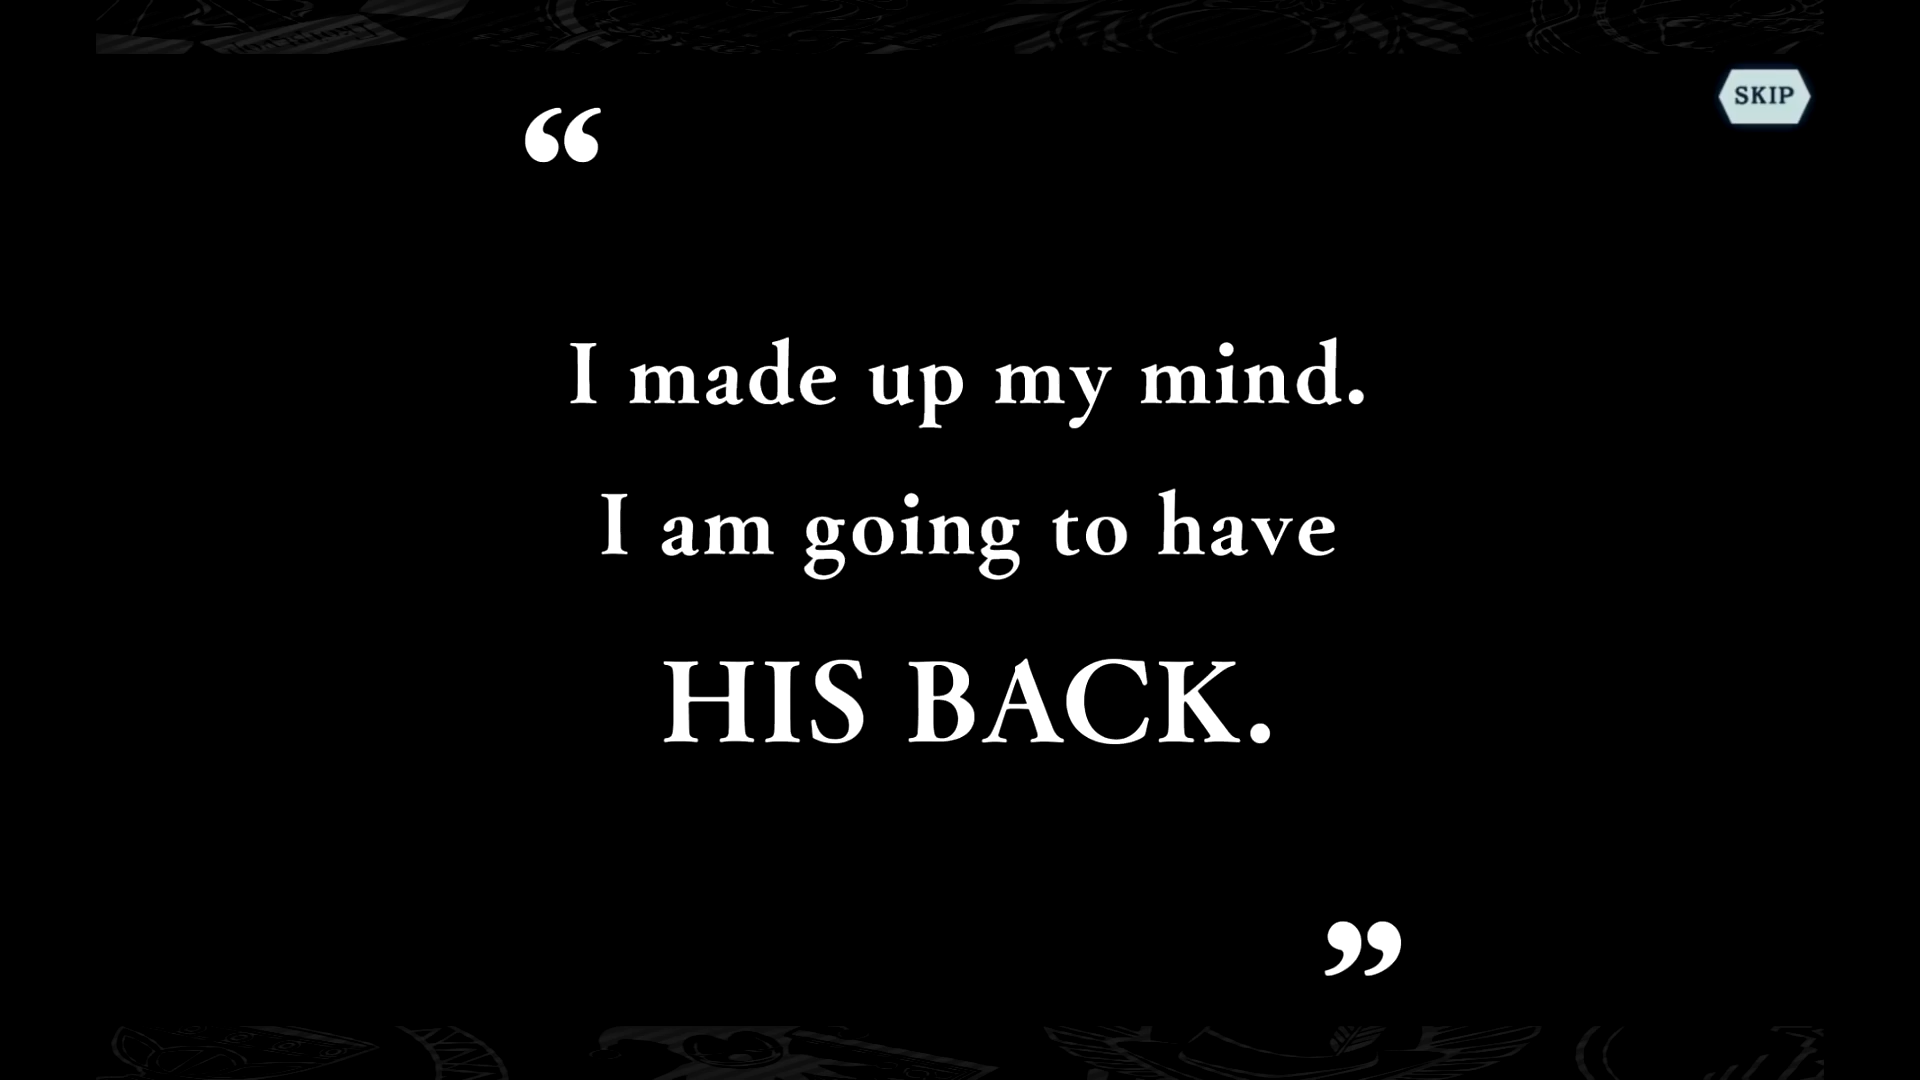 SKIP
“
I made up my mind.
I am going to have
HIS BACK.
”